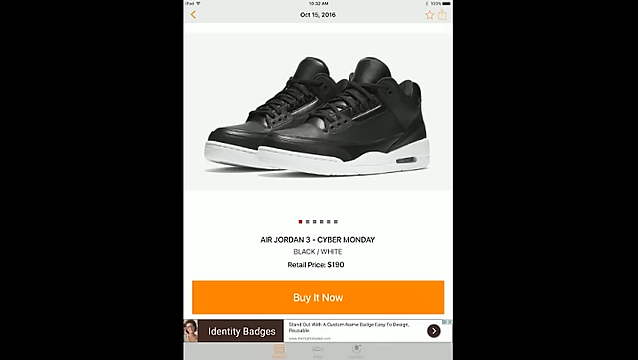 iPad
10:32 AM
100%
Oct 15, 2016
AIR JORDAN 3 - CYBER MONDAY
BLACK / WHITE
Retail Price: $190
Buy It Now
Identity Badges
Stand Out With A Custom Name Badge Easy To Design,
Reusable.